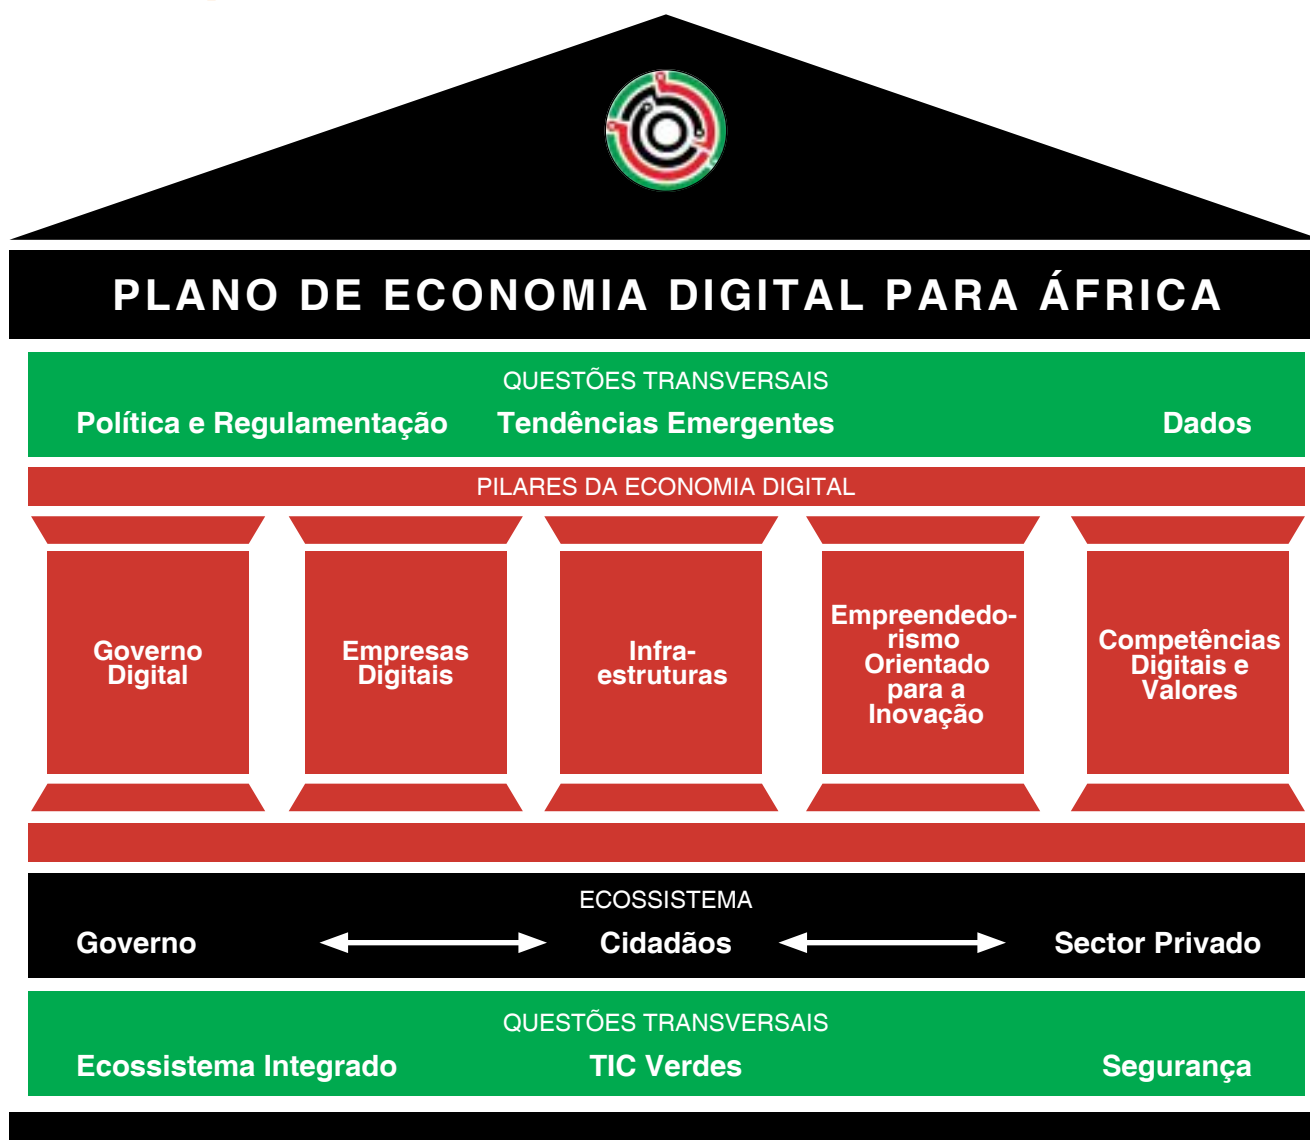 PLANO DE ECONOMIA DIGITAL PARA ÁFRICA
QUESTÕES TRANSVERSAIS
Política e Regulamentação Tendências Emergentes Dados
PILARES DA ECONOMIA DIGITAL
Governo
Digital
Empresas
Digitais
Infra-
estruturas
Empreendedo-
rismo
Orientado
para a
Inovação
Competências
Digitais e
Valores
ECOSSISTEMA
Governo Cidadãos Sector Privado
QUESTÕES TRANSVERSAIS
Ecossistema Integrado TIC Verdes Segurança